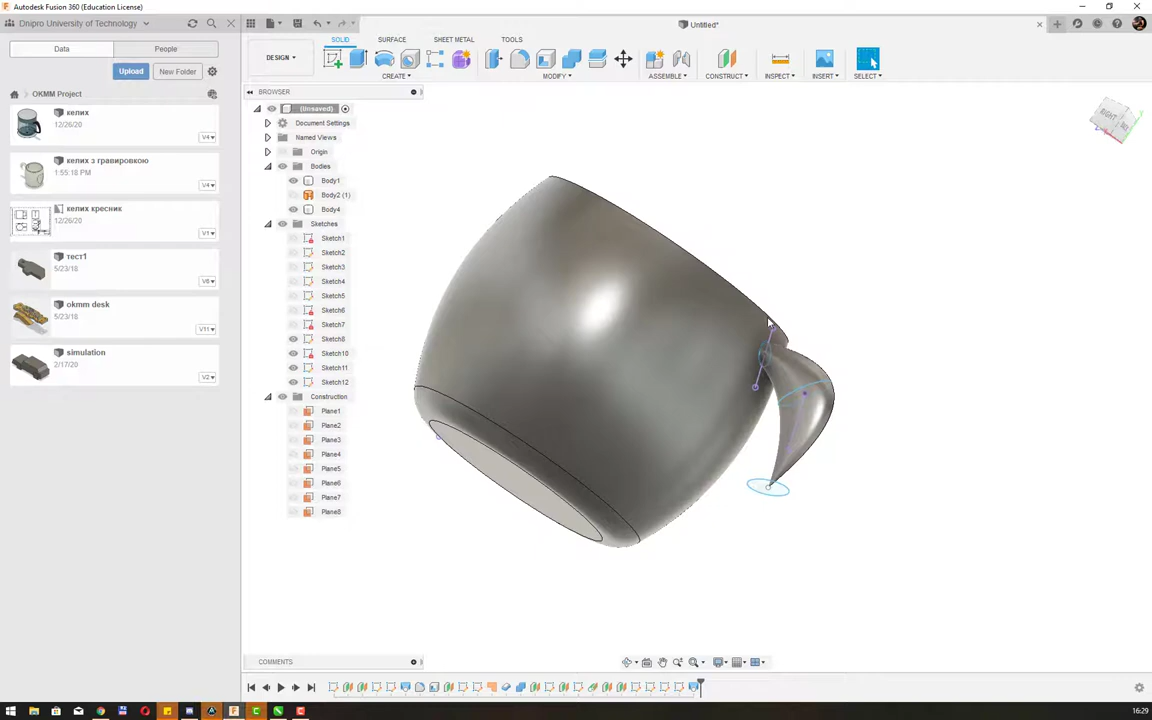 Autodesk Fusion 360 (Education License)
Dnipro University of Technology
Untitled*
Data
People
Upload
New Folder
OKMM Project
келих
12/26/20
V4
келих з гравировкою
1:55:18 PM
V4
келих кресник
12/26/20
V1
тест1
5/23/18
V6
okmm desk
5/23/18
V11
simulation
2/17/20
V2
SOLID
SURFACE
SHEET METAL
TOOLS
DESIGN
CREATE
MODIFY
ASSEMBLE
CONSTRUCT
INSPECT
INSERT
SELECT
BROWSER
(Unsaved)
Document Settings
Named Views
Origin
Bodies
Body1
Body2 (1)
Body4
Sketches
Sketch1
Sketch2
Sketch3
Sketch4
Sketch5
Sketch6
Sketch7
Sketch8
Sketch10
Sketch11
Sketch12
Construction
Plane1
Plane2
Plane3
Plane4
Plane5
Plane6
Plane7
Plane8
RIGHT
COMMENTS
16:29